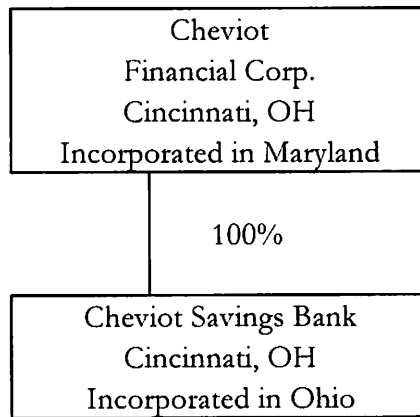 Cheviot
Financial Corp.
Cincinnati, OH
Incorporated in Maryland
100%
Cheviot Savings Bank
Cincinnati, OH
Incorporated in Ohio